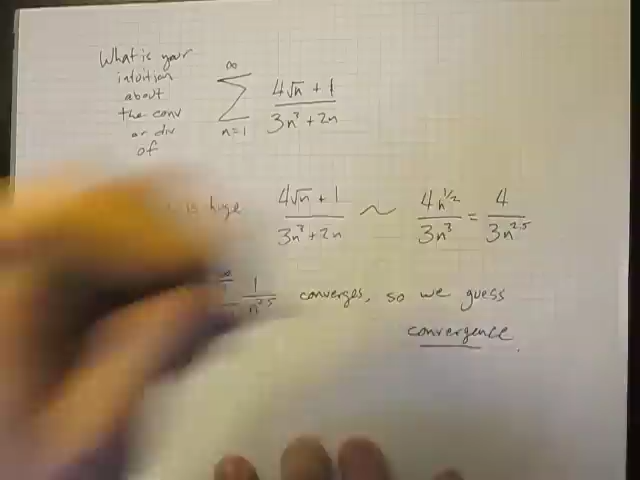 What is your
intuition
about
the conv
or div
of
∞
∑ (4√n + 1)/(3n³ + 2n)
n=1
is huge (4√n + 1)/(3n³ + 2n) ~ 4n^{1/2}/3n³ = 4/3n^{2.5}
∞
1/n^{2.5} converges, so we guess
convergence.